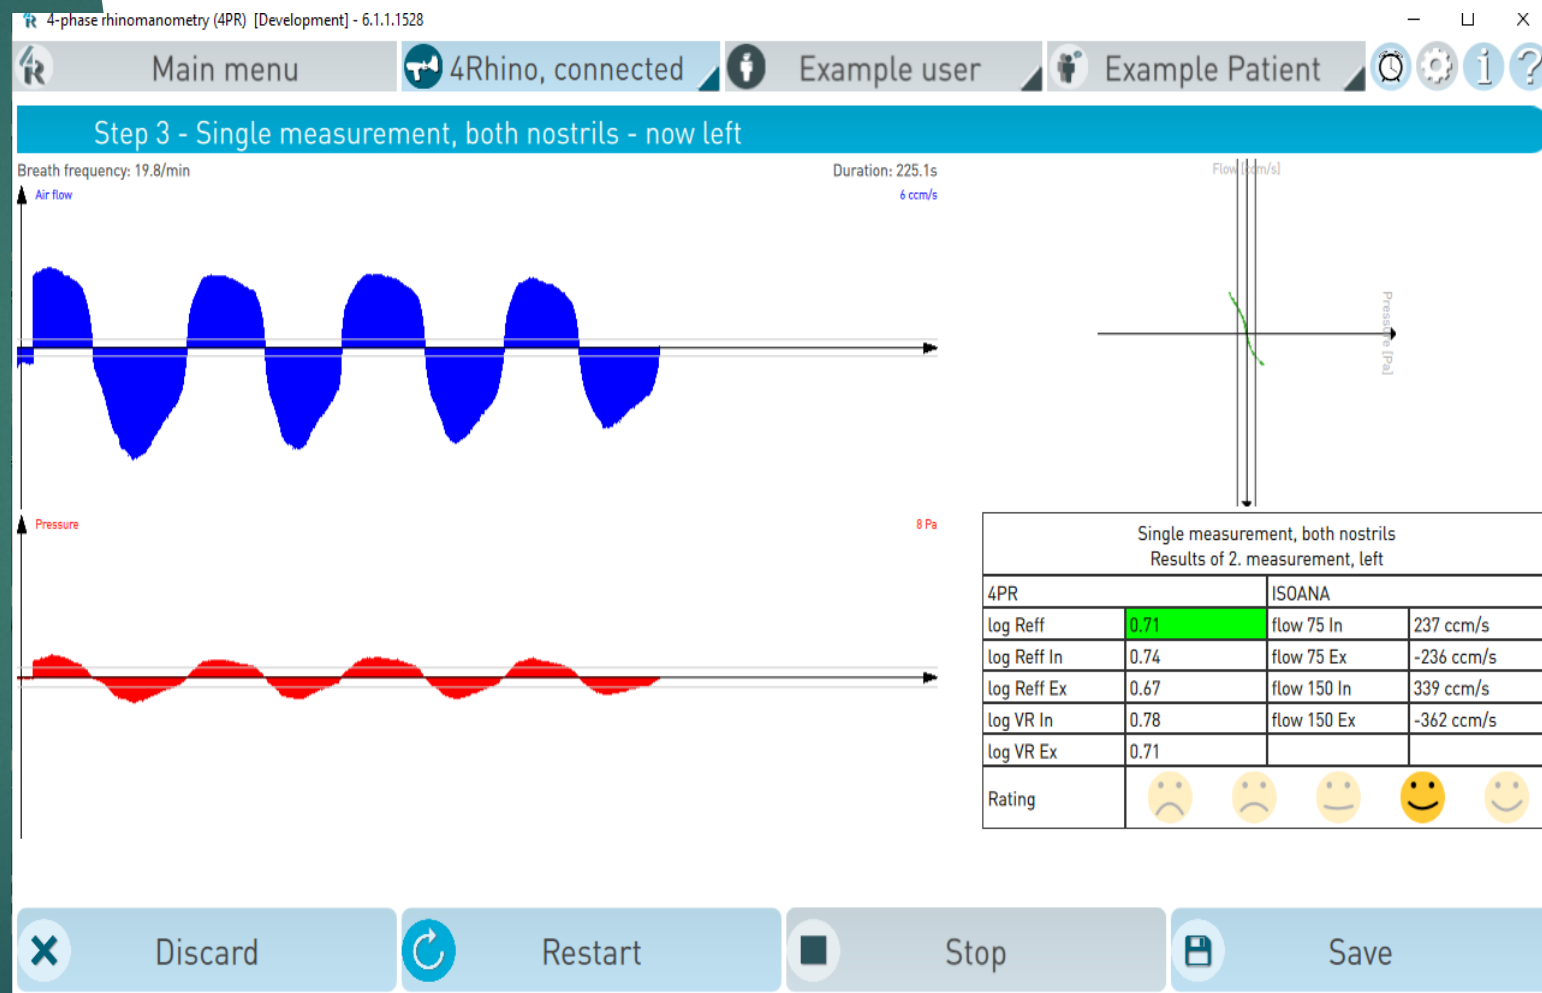 4-phase rhinomanometry (4PR) [Development] - 6.1.1.1528
4R Main menu 4Rhino, connected Example user Example Patient
Step 3 - Single measurement, both nostrils - now left
Breath frequency: 19.8/min Duration: 225.1s
Air flow 6 ccm/s
Flow [ccm/s]
Pressure [Pa]
Pressure 8 Pa
Single measurement, both nostrils
Results of 2. measurement, left
4PR ISOANA
log Reff 0.71 flow 75 In 237 ccm/s
log Reff In 0.74 flow 75 Ex -236 ccm/s
log Reff Ex 0.67 flow 150 In 339 ccm/s
log VR In 0.78 flow 150 Ex -362 ccm/s
log VR Ex 0.71
Rating
Discard Restart Stop Save